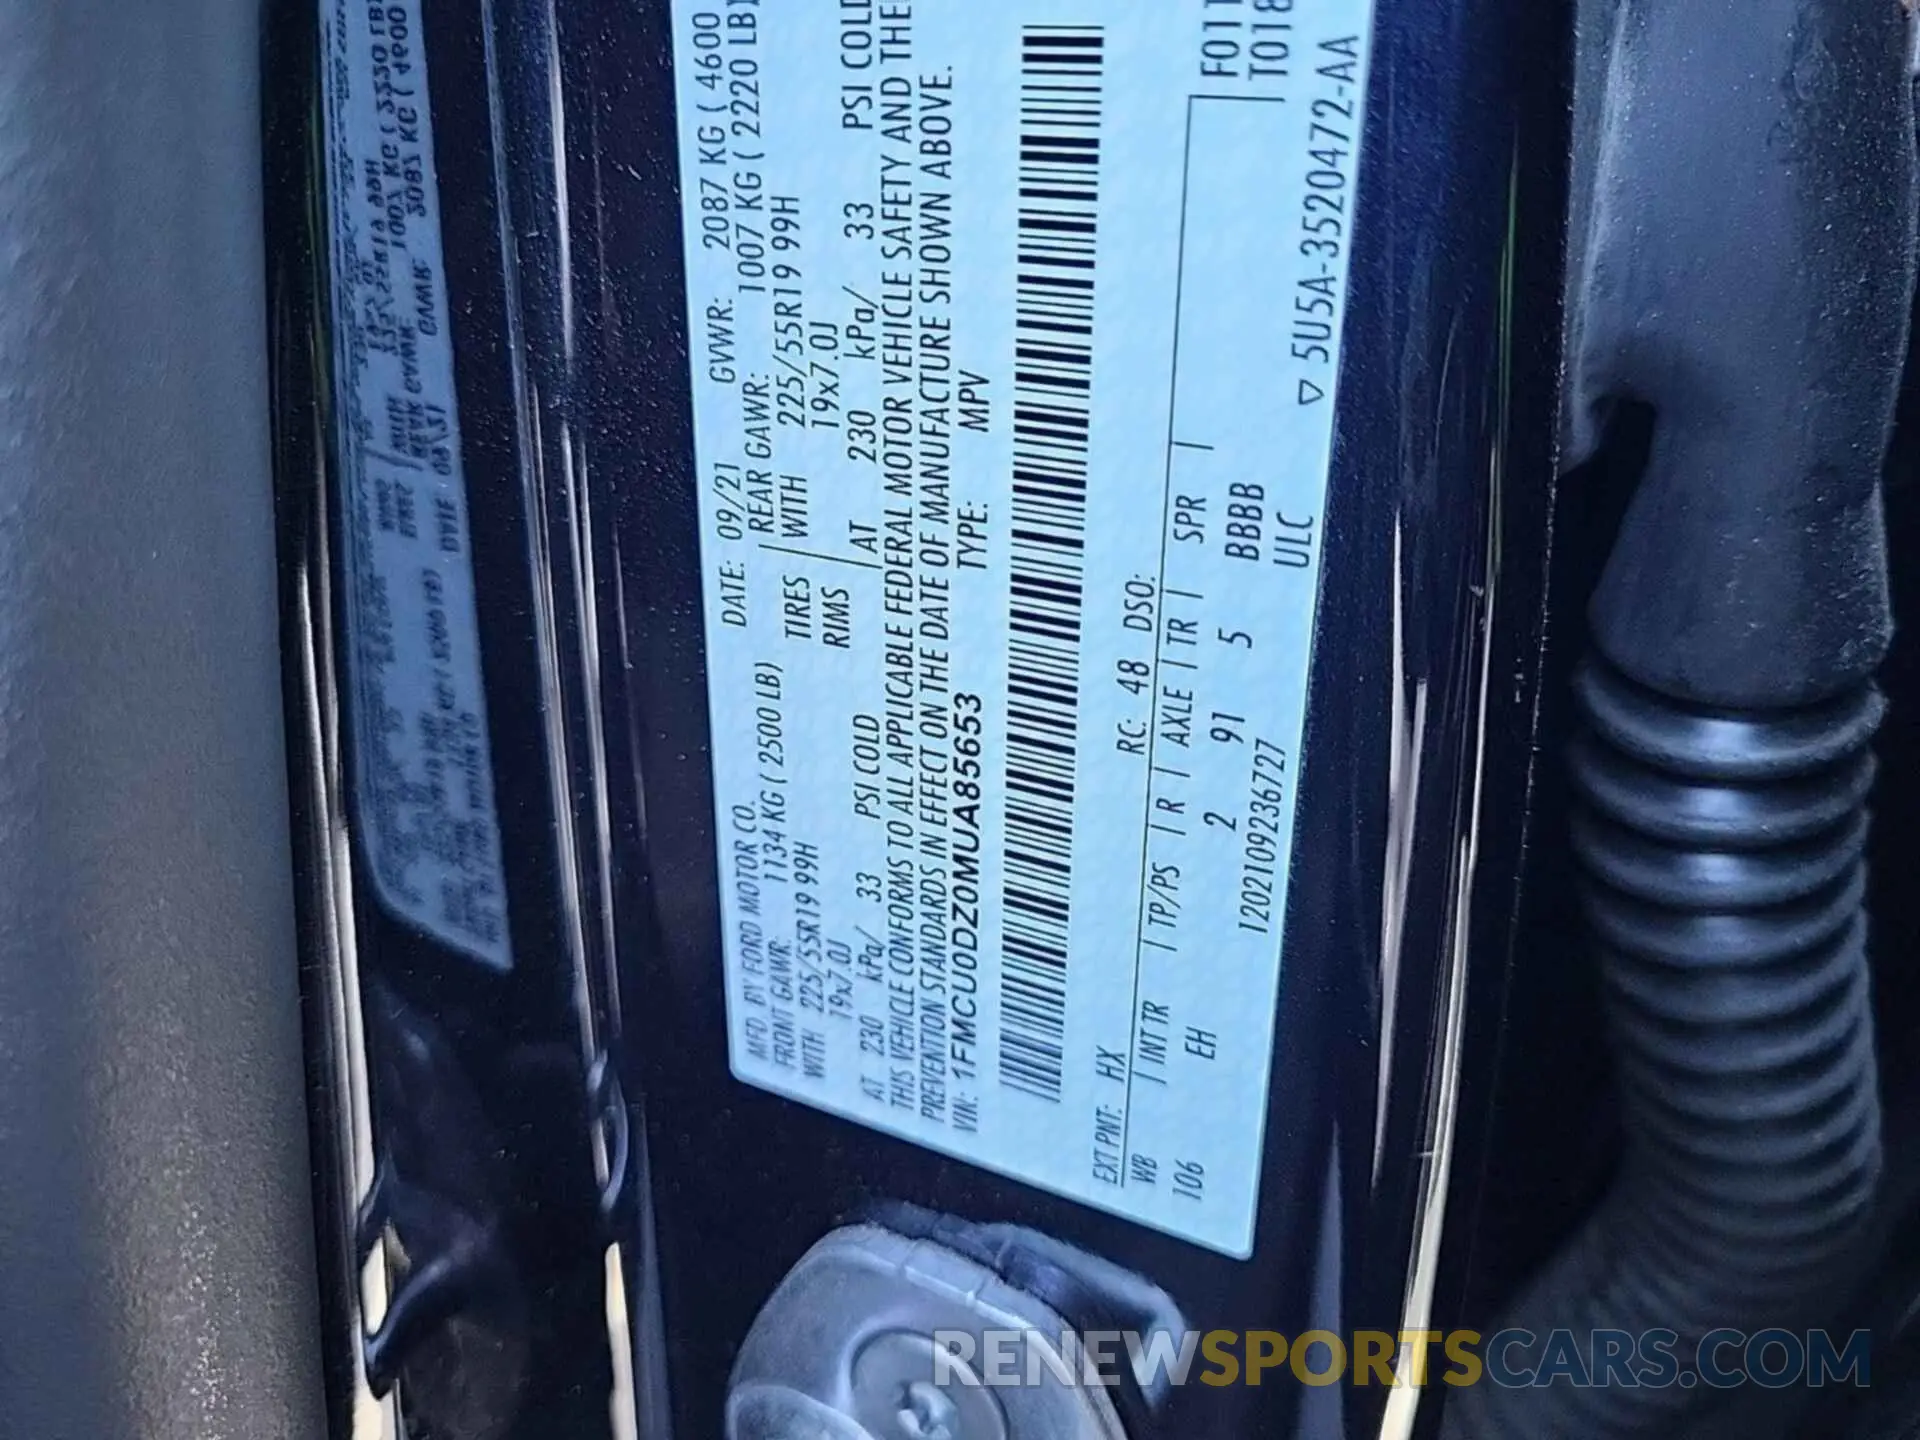 MFD. BY FORD MOTOR CO. DATE: 09/21 GVWR: 2087 KG ( 4600
FRONT GAWR: 1134 KG ( 2500 LB) REAR GAWR: 1007 KG ( 2220 LB)
WITH 225/55R19 99H TIRES WITH 225/55R19 99H
19x7.0J RIMS 19x7.0J
AT 230 kPa/ 33 PSI COLD AT 230 kPa/ 33 PSI COLD
THIS VEHICLE CONFORMS TO ALL APPLICABLE FEDERAL MOTOR VEHICLE SAFETY AND THE
PREVENTION STANDARDS IN EFFECT ON THE DATE OF MANUFACTURE SHOWN ABOVE.
VIN: 1FMCU0DZ0MUA85653 TYPE: MPV
EXT PNT: HX RC: 48 DSO:
WB | INT TR | TP/PS | R | AXLE | TR | SPR | F011
106 EH 2 91 5 BBBB T018
12021092367​27 ULC
▽ 5U5A-3520472-AA
RENEWSPORTSCARS.COM